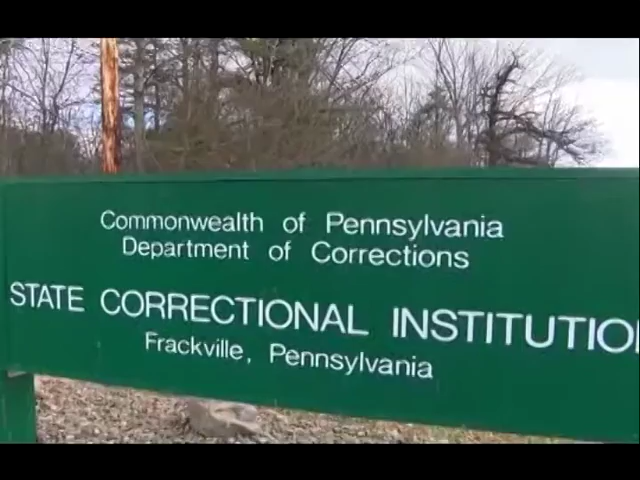 Commonwealth of Pennsylvania
Department of Corrections
STATE CORRECTIONAL INSTITUTIO
Frackville, Pennsylvania